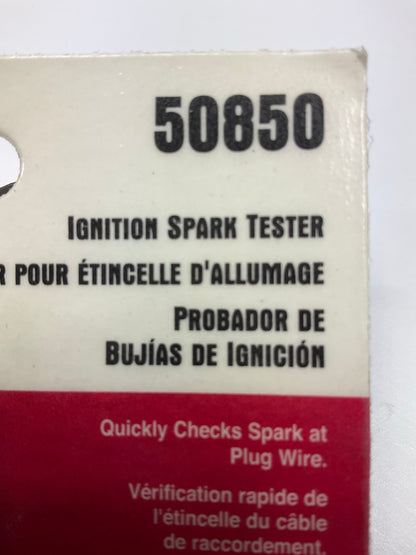 50850
IGNITION SPARK TESTER
R POUR ÉTINCELLE D'ALLUMAGE
PROBADOR DE
BUJÍAS DE IGNICIÓN
Quickly Checks Spark at
Plug Wire.
Vérification rapide de
l'étincelle du câble
de raccordement.